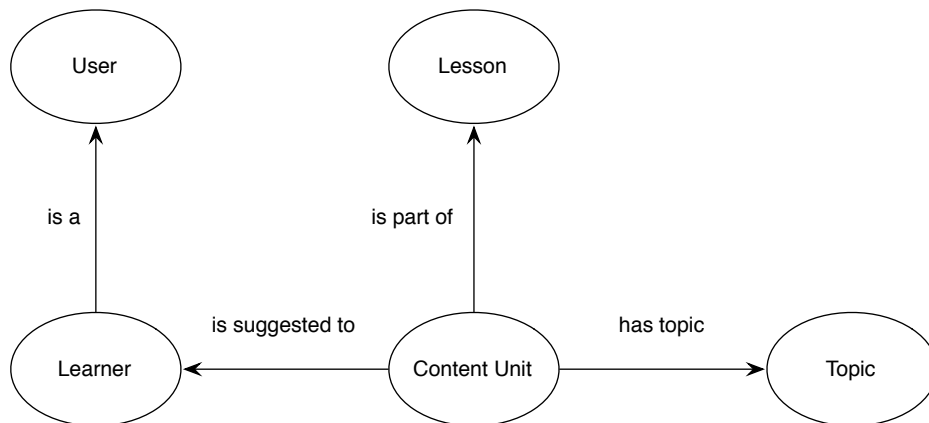 User
Lesson
is a
is part of
is suggested to
has topic
Learner
Content Unit
Topic